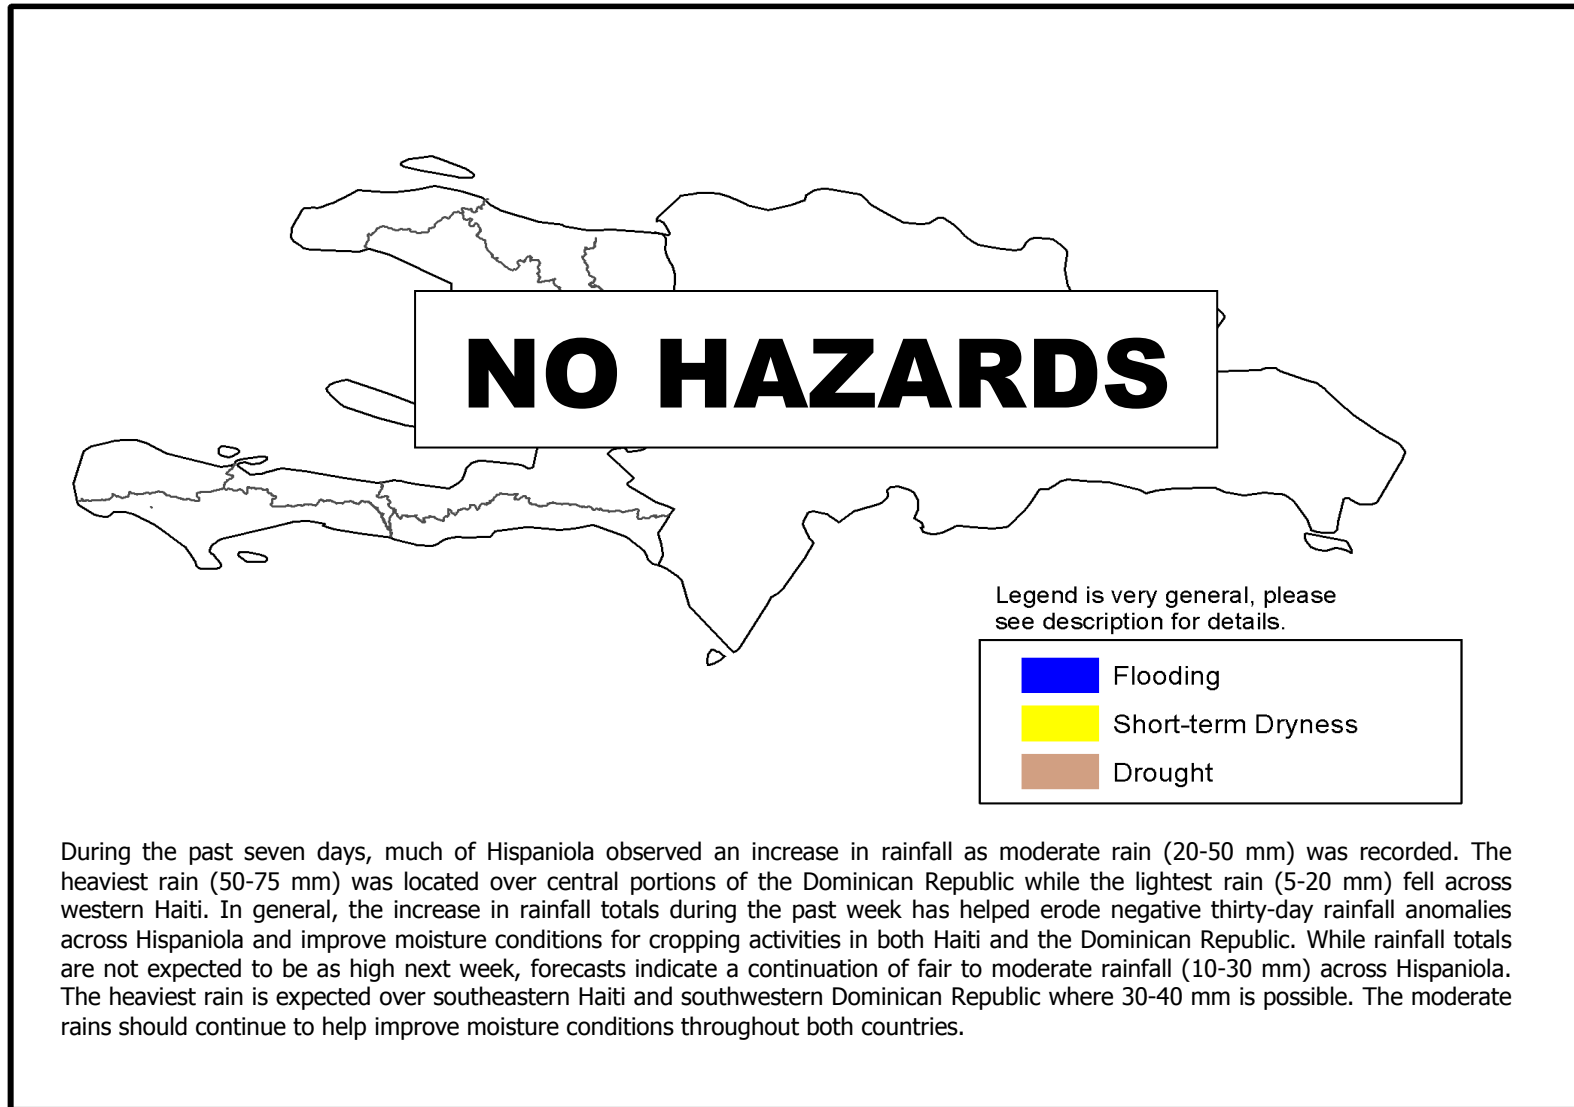 NO HAZARDS
Legend is very general, please
see description for details.
Flooding
Short-term Dryness
Drought
During the past seven days, much of Hispaniola observed an increase in rainfall as moderate rain (20-50 mm) was recorded. The
heaviest rain (50-75 mm) was located over central portions of the Dominican Republic while the lightest rain (5-20 mm) fell across
western Haiti. In general, the increase in rainfall totals during the past week has helped erode negative thirty-day rainfall anomalies
across Hispaniola and improve moisture conditions for cropping activities in both Haiti and the Dominican Republic. While rainfall totals
are not expected to be as high next week, forecasts indicate a continuation of fair to moderate rainfall (10-30 mm) across Hispaniola.
The heaviest rain is expected over southeastern Haiti and southwestern Dominican Republic where 30-40 mm is possible. The moderate
rains should continue to help improve moisture conditions throughout both countries.